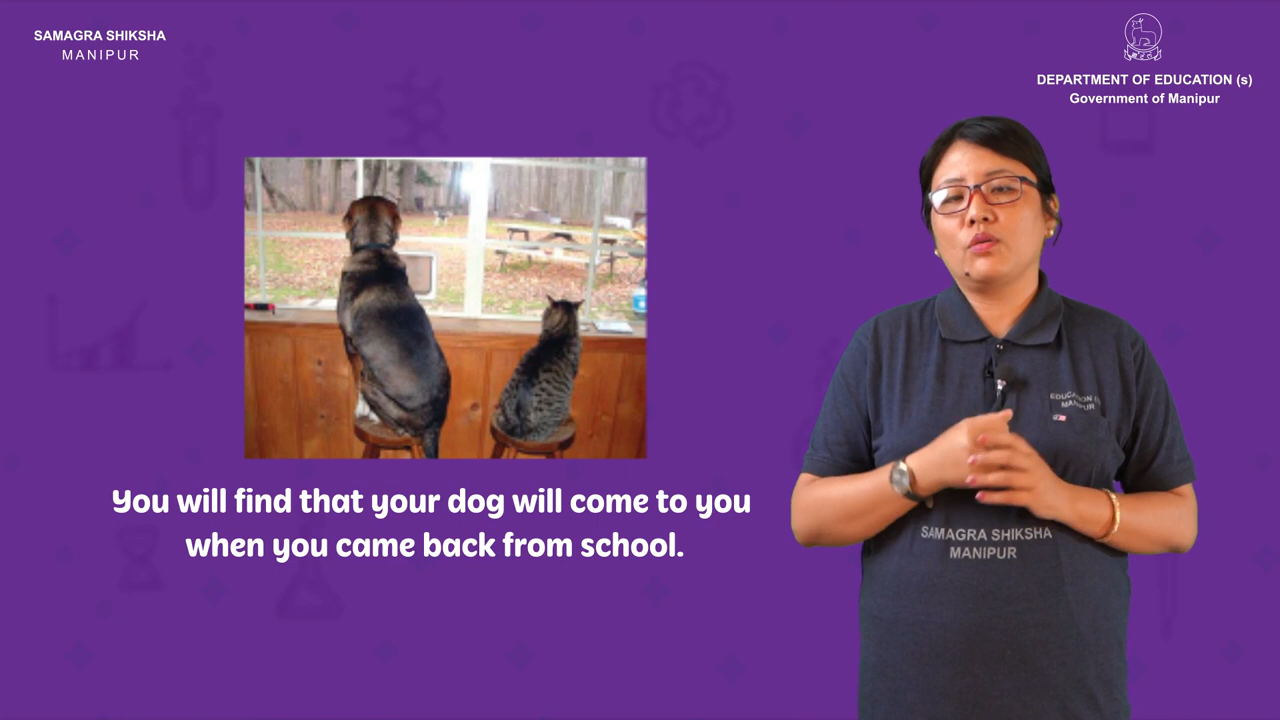 SAMAGRA SHIKSHA
MANIPUR
DEPARTMENT OF EDUCATION (s)
Government of Manipur
You will find that your dog will come to you
when you came back from school.
MANIPUR
SAMAGRA SHIKSHA
MANIPUR